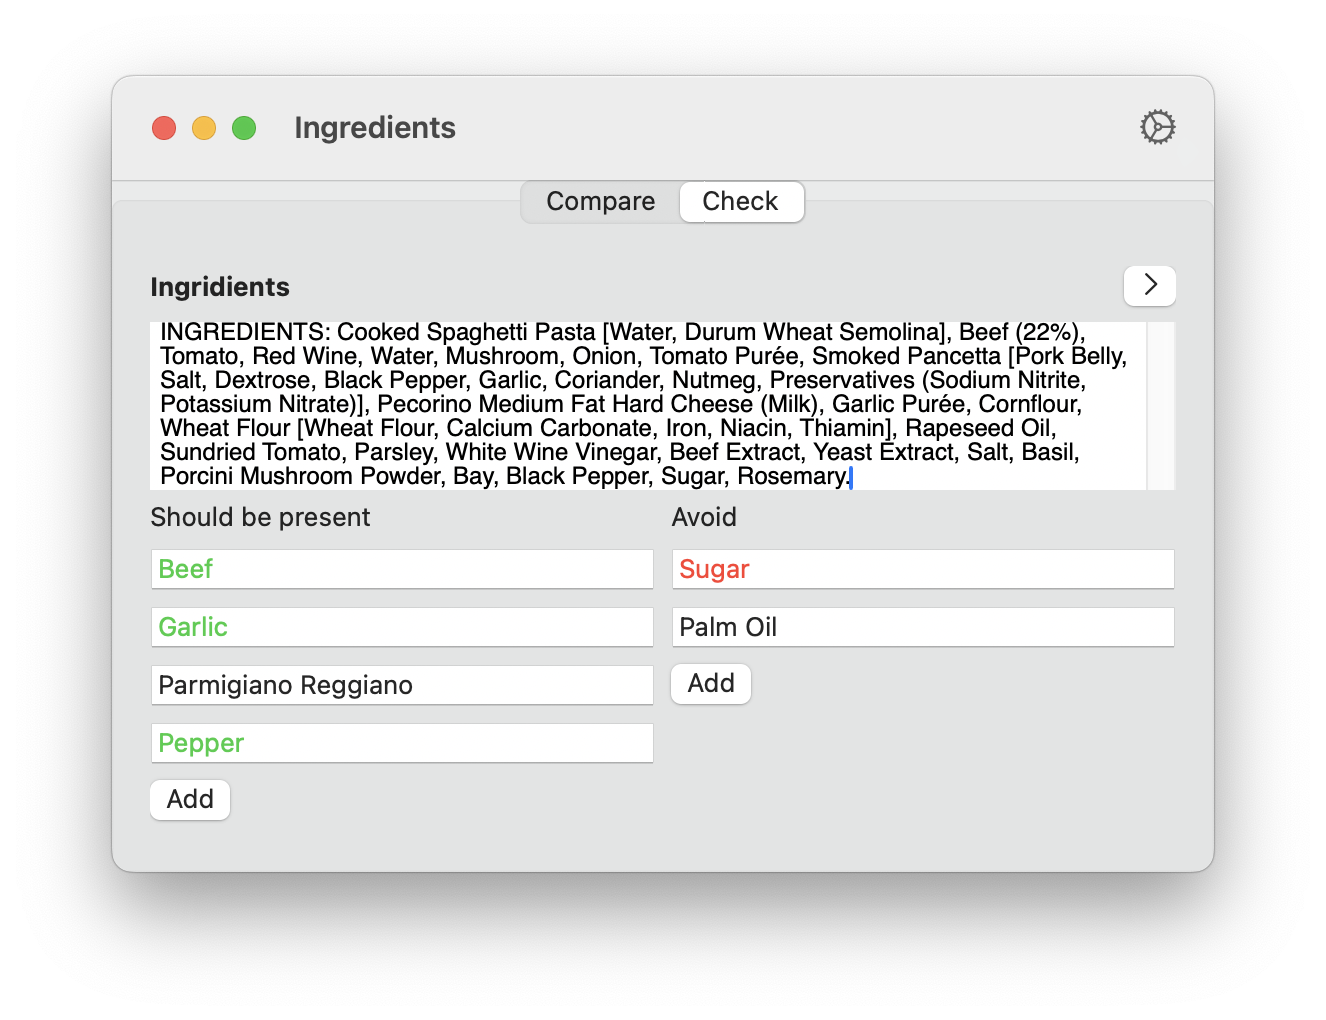 Ingredients
Compare Check
Ingridients
INGREDIENTS: Cooked Spaghetti Pasta [Water, Durum Wheat Semolina], Beef (22%),
Tomato, Red Wine, Water, Mushroom, Onion, Tomato Purée, Smoked Pancetta [Pork Belly,
Salt, Dextrose, Black Pepper, Garlic, Coriander, Nutmeg, Preservatives (Sodium Nitrite,
Potassium Nitrate)], Pecorino Medium Fat Hard Cheese (Milk), Garlic Purée, Cornflour,
Wheat Flour [Wheat Flour, Calcium Carbonate, Iron, Niacin, Thiamin], Rapeseed Oil,
Sundried Tomato, Parsley, White Wine Vinegar, Beef Extract, Yeast Extract, Salt, Basil,
Porcini Mushroom Powder, Bay, Black Pepper, Sugar, Rosemary.
Should be present
Beef
Garlic
Parmigiano Reggiano
Pepper
Add
Avoid
Sugar
Palm Oil
Add